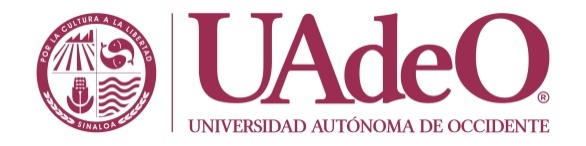 POR LA CULTURA A LA LIBERTAD
SINALOA
UAdeO®
UNIVERSIDAD AUTÓNOMA DE OCCIDENTE